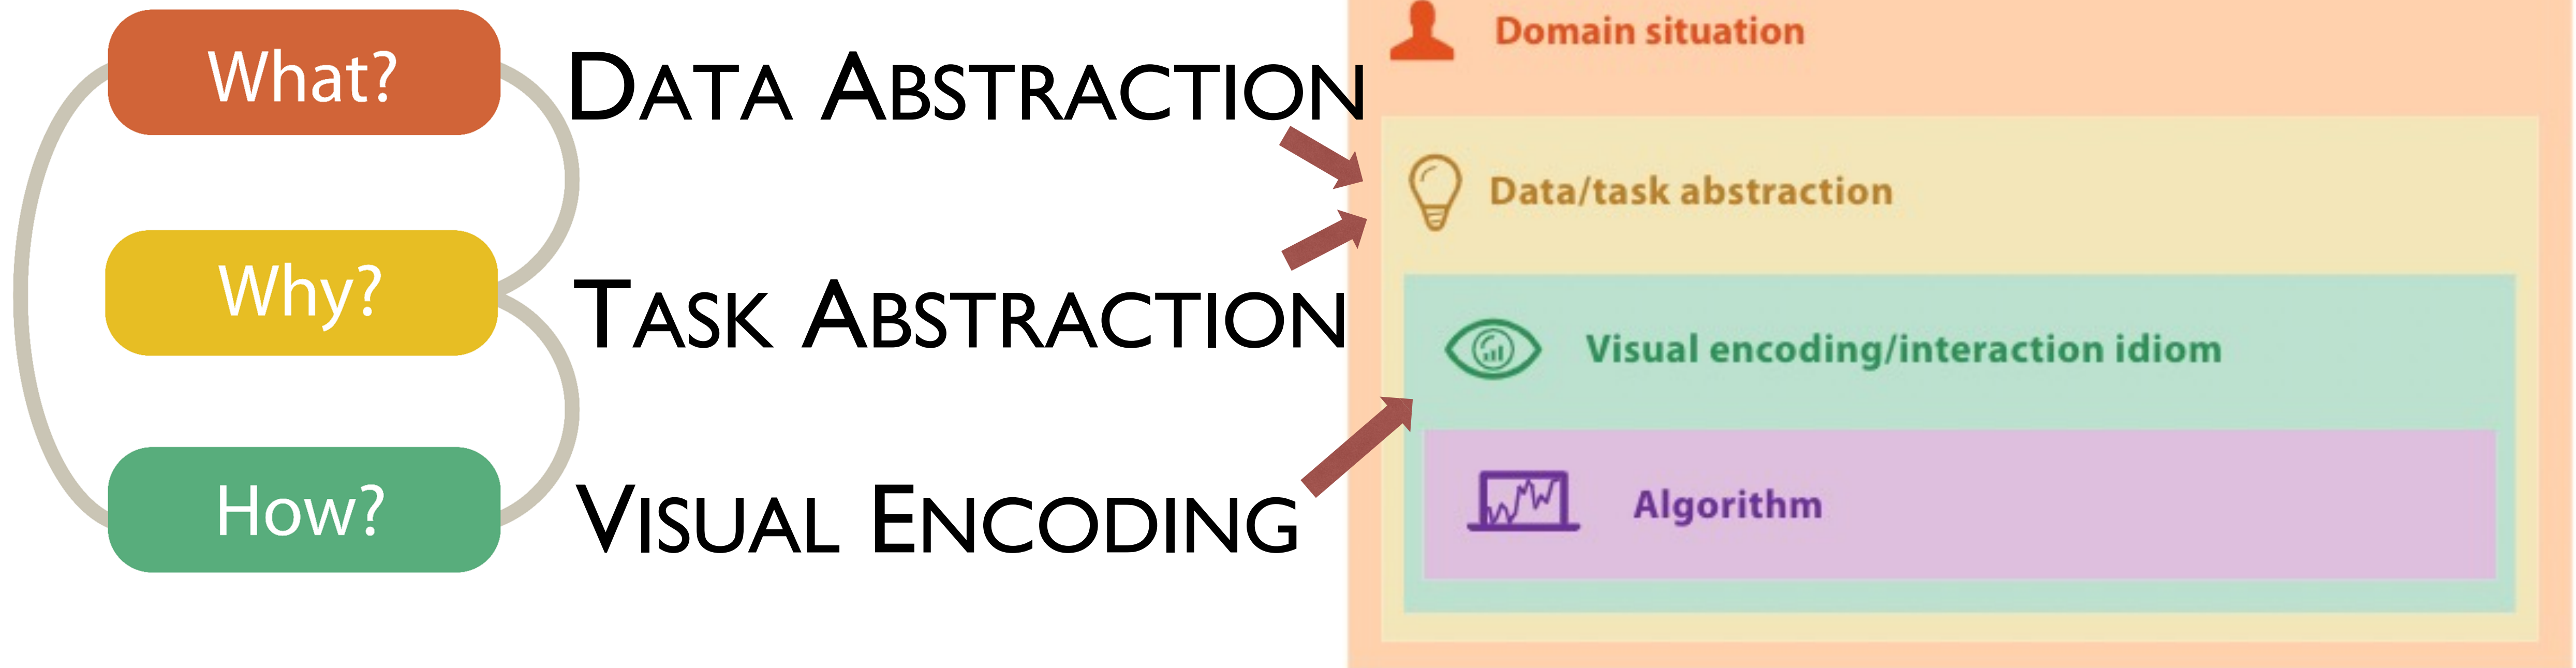 What?
DATA ABSTRACTION
Why?
TASK ABSTRACTION
How?
VISUAL ENCODING
Domain situation
Data/task abstraction
Visual encoding/interaction idiom
Algorithm